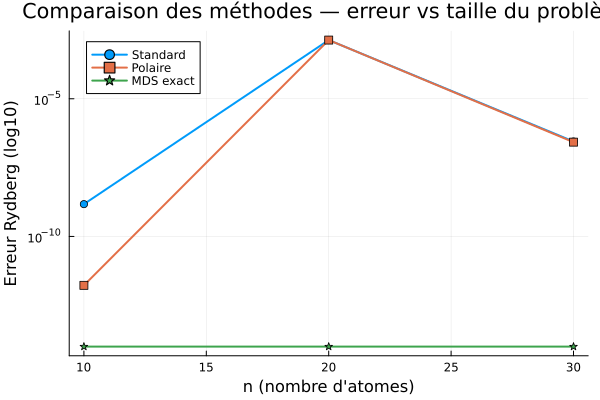 Comparaison des méthodes — erreur vs taille du problè
Standard
Polaire
MDS exact
Erreur Rydberg (log10)
10⁻⁵
10⁻¹⁰
10
15
20
25
30
n (nombre d'atomes)